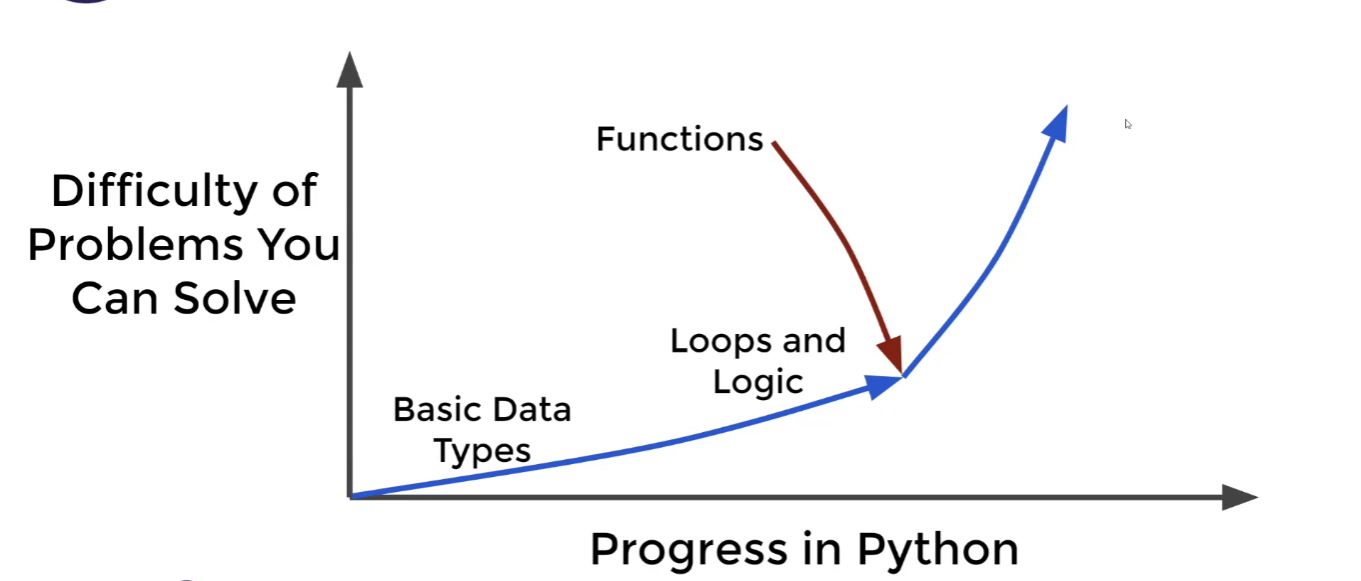 Functions
Difficulty of
Problems You
Can Solve
Loops and
Logic
Basic Data
Types
Progress in Python